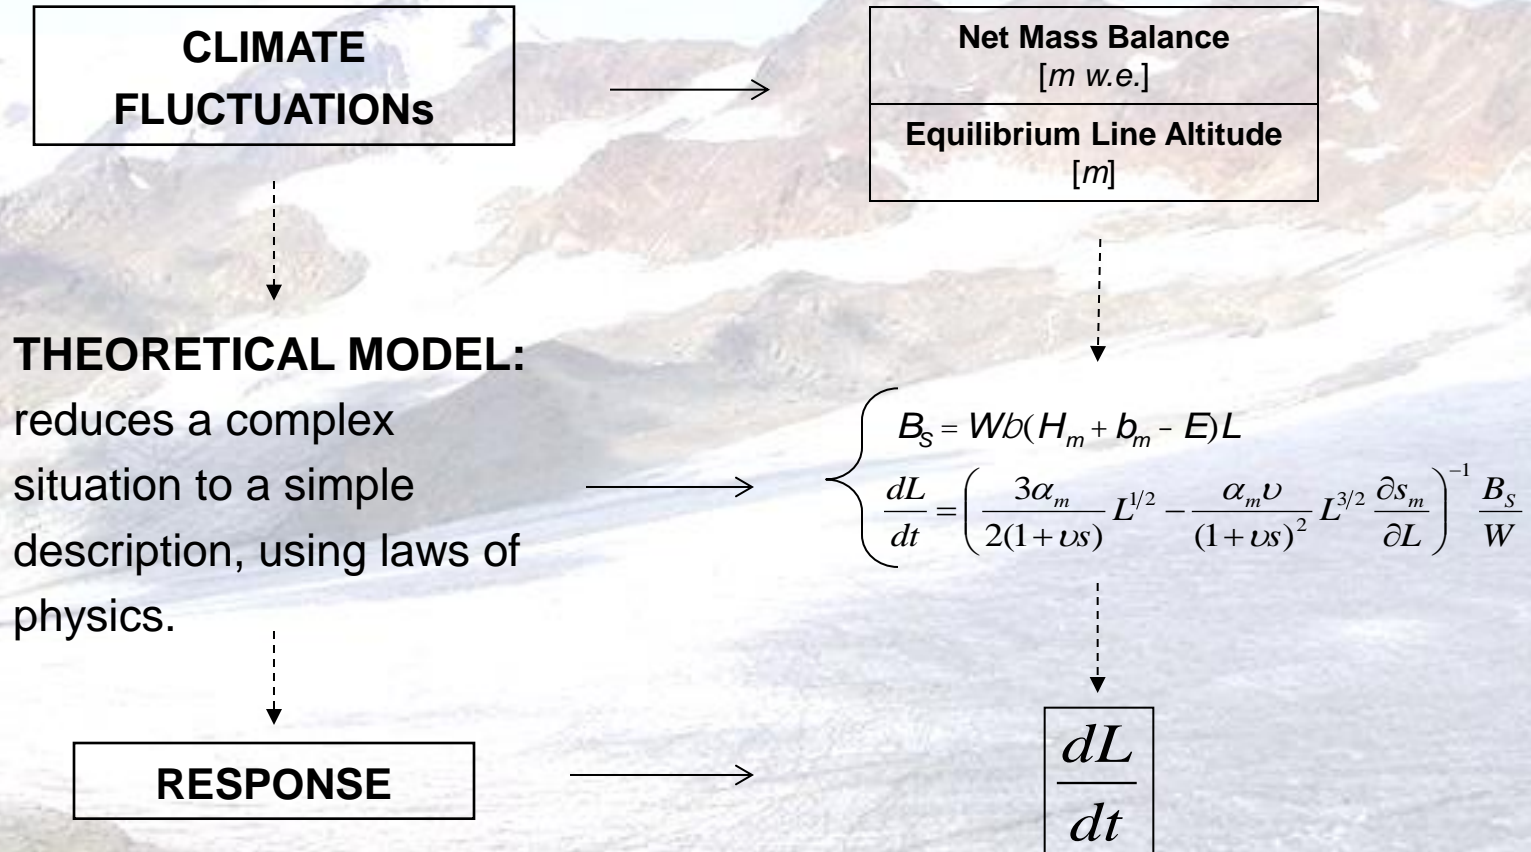 CLIMATE
FLUCTUATIONs
Net Mass Balance
[m w.e.]
Equilibrium Line Altitude
[m]
THEORETICAL MODEL:
reduces a complex
situation to a simple
description, using laws of
physics.
B_S = Wb(H_m + b_m - E)L
dL/dt = (3α_m/2(1+υs) L^{1/2} − α_mυ/(1+υs)^2 L^{3/2} ∂s_m/∂L)^{−1} B_S/W
RESPONSE
dL/dt